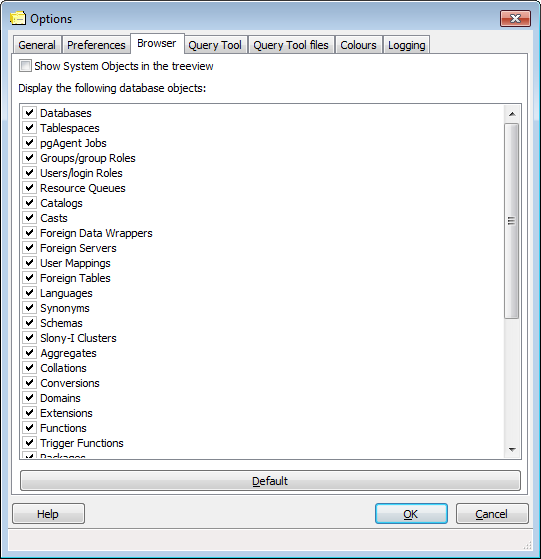 Options
General Preferences Browser Query Tool Query Tool files Colours Logging
Show System Objects in the treeview
Display the following database objects:
Databases
Tablespaces
pgAgent Jobs
Groups/group Roles
Users/login Roles
Resource Queues
Catalogs
Casts
Foreign Data Wrappers
Foreign Servers
User Mappings
Foreign Tables
Languages
Synonyms
Schemas
Slony-I Clusters
Aggregates
Collations
Conversions
Domains
Extensions
Functions
Trigger Functions
Packages
Default
Help OK Cancel